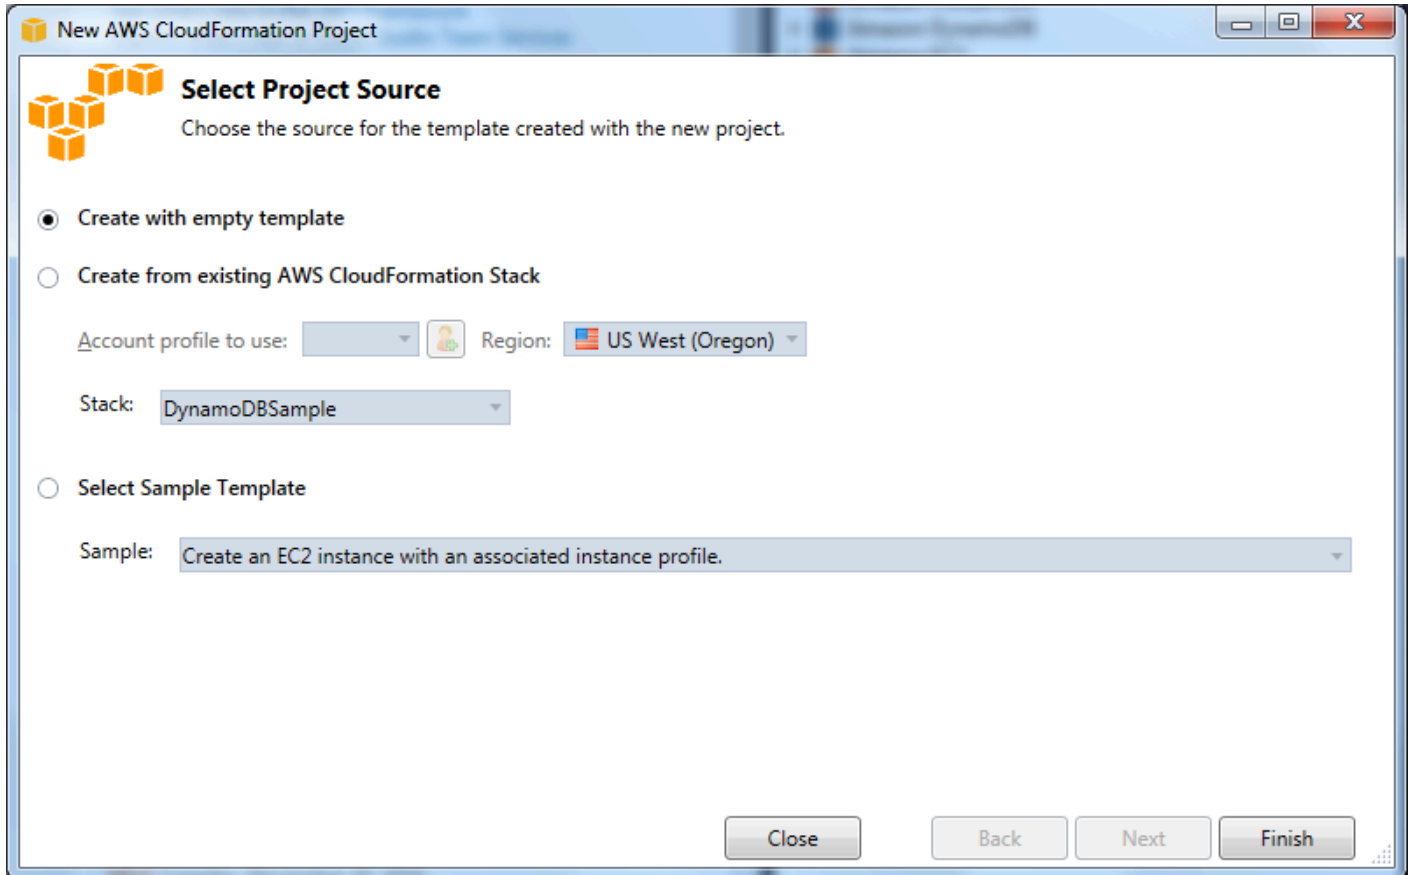 New AWS CloudFormation Project
Select Project Source
Choose the source for the template created with the new project.
Create with empty template
Create from existing AWS CloudFormation Stack
Account profile to use: Region: US West (Oregon)
Stack: DynamoDBSample
Select Sample Template
Sample: Create an EC2 instance with an associated instance profile.
Close Back Next Finish